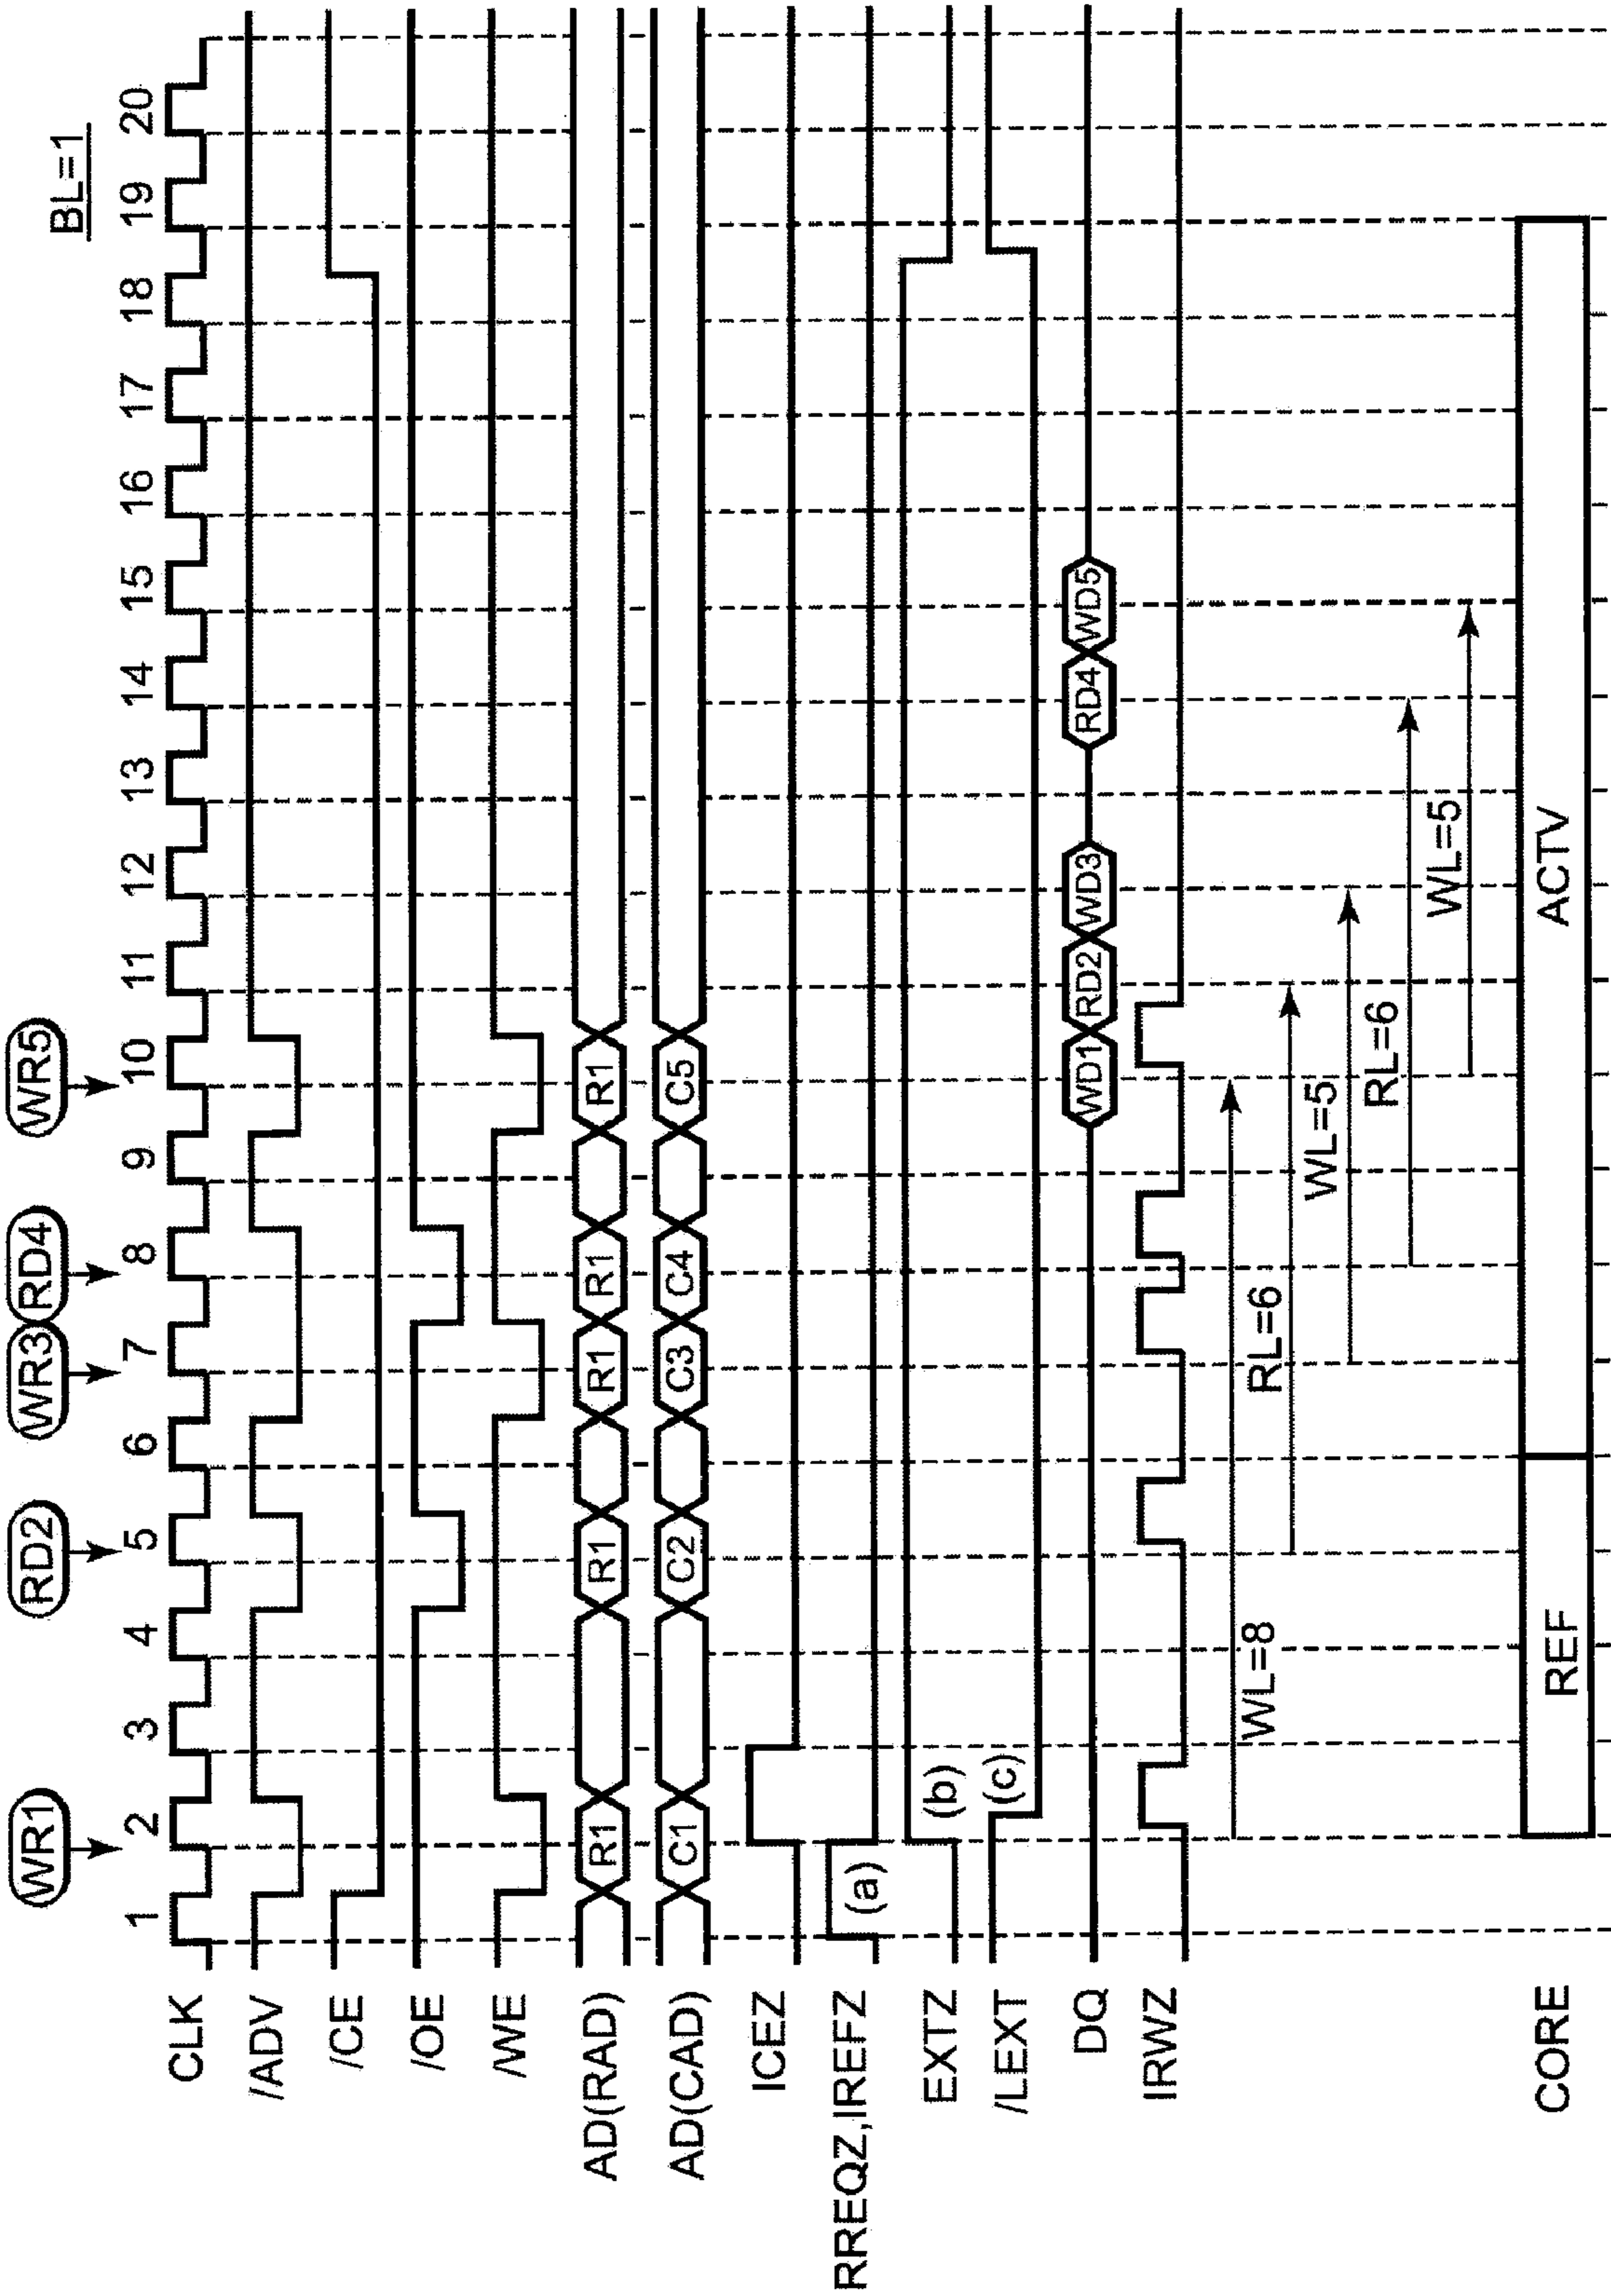 BL=1
WR1 RD2 WR3 RD4 WR5
1 2 3 4 5 6 7 8 9 10 11 12 13 14 15 16 17 18 19 20
CLK
/ADV
/CE
/OE
/WE
AD(RAD) R1 R1 R1 R1 R1
AD(CAD) C1 C2 C3 C4 C5
ICEZ
RREQZ,IREFZ (a)
EXTZ (b)
/LEXT (c)
DQ WD1 RD2 WD3 RD4 WD5
IRWZ
WL=8
RL=6
WL=5
RL=6
WL=5
CORE REF ACTV